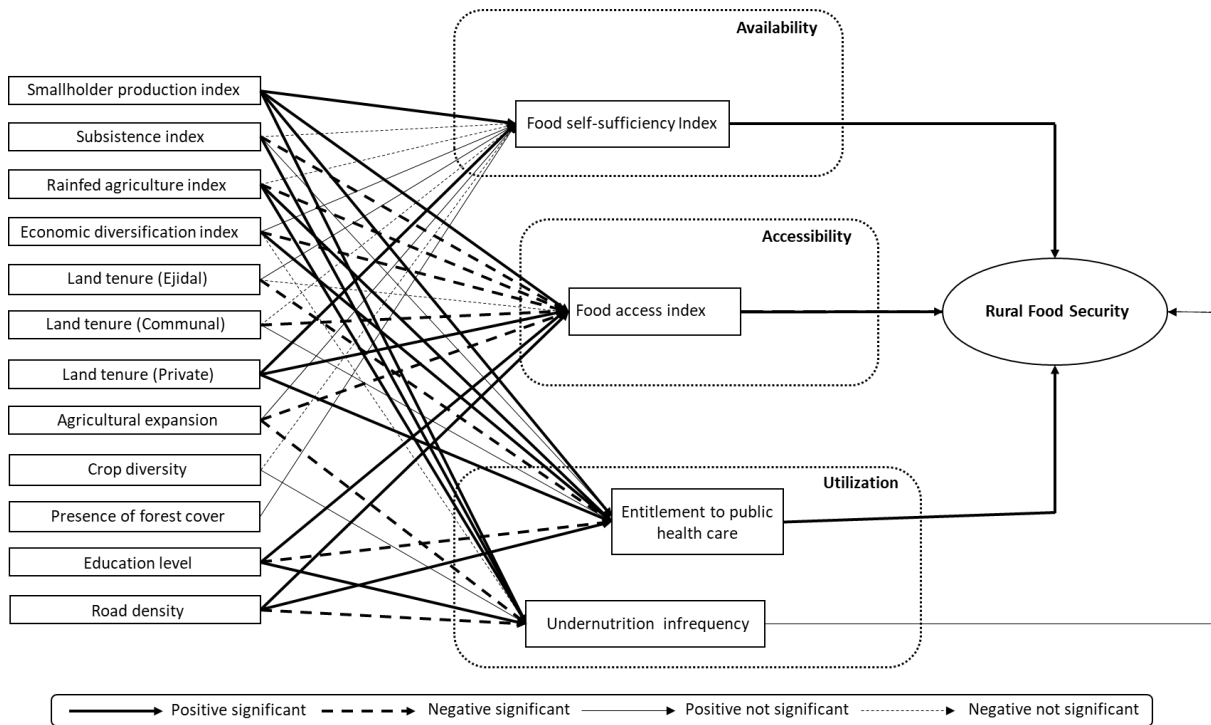 Availability
Smallholder production index
Subsistence index
Rainfed agriculture index
Economic diversification index
Land tenure (Ejidal)
Land tenure (Communal)
Land tenure (Private)
Agricultural expansion
Crop diversity
Presence of forest cover
Education level
Road density
Food self-sufficiency Index
Accessibility
Food access index
Utilization
Entitlement to public
health care
Undernutrition infrequency
Rural Food Security
Positive significant
Negative significant
Positive not significant
Negative not significant